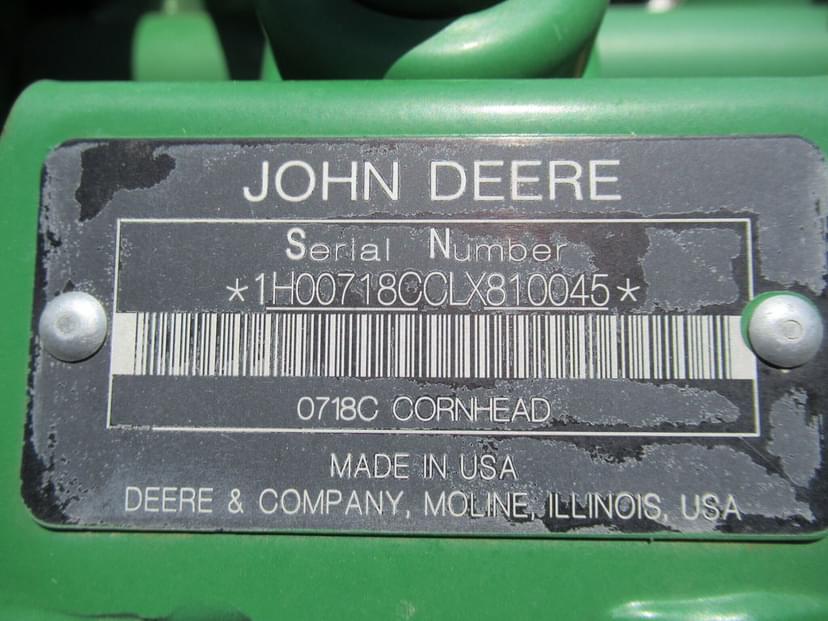 JOHN DEERE
Serial Number
*1H00718CCLX810045*
0718C CORNHEAD
MADE IN USA
DEERE & COMPANY, MOLINE, ILLINOIS, USA